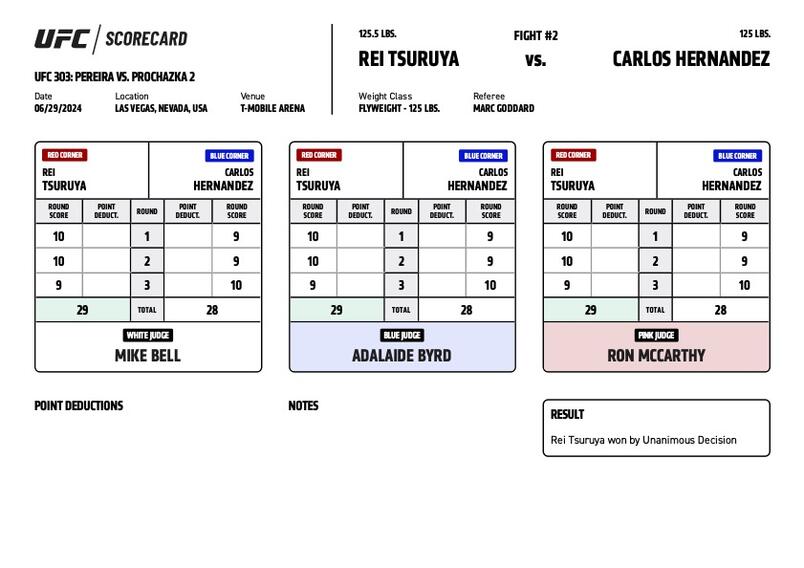 UFC / SCORECARD
UFC 303: PEREIRA VS. PROCHAZKA 2
Date Location Venue
06/29/2024 LAS VEGAS, NEVADA, USA T-MOBILE ARENA
125.5 LBS. FIGHT #2 125 LBS.
REI TSURUYA vs. CARLOS HERNANDEZ
Weight Class Referee
FLYWEIGHT - 125 LBS. MARC GODDARD
RED CORNER BLUE CORNER
REI CARLOS
TSURUYA HERNANDEZ
ROUND SCORE POINT DEDUCT. ROUND POINT DEDUCT. ROUND SCORE
10 1 9
10 2 9
9 3 10
29 TOTAL 28
WHITE JUDGE
MIKE BELL
RED CORNER BLUE CORNER
REI CARLOS
TSURUYA HERNANDEZ
ROUND SCORE POINT DEDUCT. ROUND POINT DEDUCT. ROUND SCORE
10 1 9
10 2 9
9 3 10
29 TOTAL 28
BLUE JUDGE
ADALAIDE BYRD
RED CORNER BLUE CORNER
REI CARLOS
TSURUYA HERNANDEZ
ROUND SCORE POINT DEDUCT. ROUND POINT DEDUCT. ROUND SCORE
10 1 9
10 2 9
9 3 10
29 TOTAL 28
PINK JUDGE
RON MCCARTHY
POINT DEDUCTIONS
NOTES
RESULT
Rei Tsuruya won by Unanimous Decision